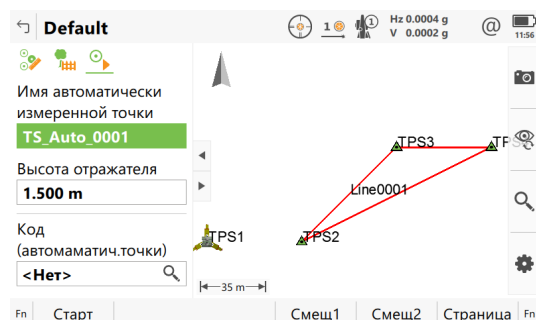 Default
1
1
Hz 0.0004 g
V 0.0002 g
@
11:56
Имя автоматически
измеренной точки
TS_Auto_0001
Высота отражателя
1.500 m
Код
(автомаматич.точки)
<Нет>
TPS3
Line0001
TPS1
TPS2
35 m
Fn Старт Смещ1 Смещ2 Страница Fn